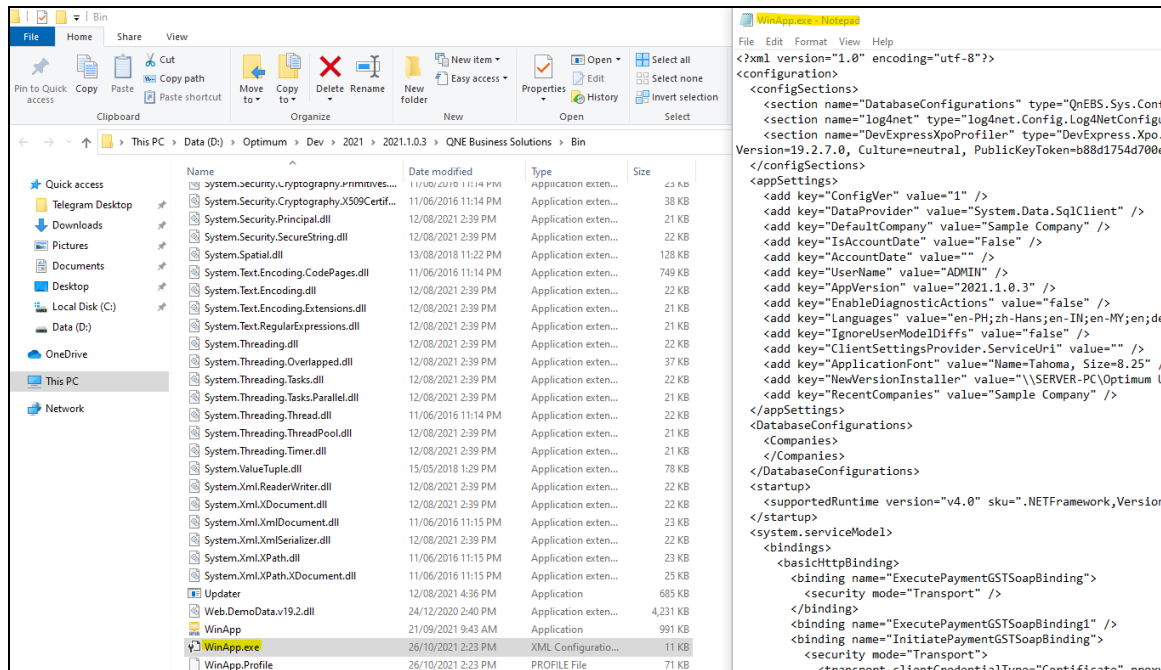 Bin
File Home Share View
Pin to Quick access
Copy
Paste
Cut
Copy path
Paste shortcut
Move to
Copy to
Delete
Rename
New folder
New item
Easy access
Properties
Open
Edit
History
Select all
Select none
Invert selection
Clipboard Organize New Open Select
This PC > Data (D:) > Optimum > Dev > 2021 > 2021.1.0.3 > QNE Business Solutions > Bin
Quick access
Telegram Desktop
Downloads
Pictures
Documents
Desktop
Local Disk (C:)
Data (D:)
OneDrive
This PC
Network
Name Date modified Type Size
System.Security.Cryptography.Primitives.... 11/06/2016 11:14 PM Application exten... 23 KB
System.Security.Cryptography.X509Certif... 11/06/2016 11:14 PM Application exten... 38 KB
System.Security.Principal.dll 12/08/2021 2:39 PM Application exten... 21 KB
System.Security.SecureString.dll 12/08/2021 2:39 PM Application exten... 22 KB
System.Spatial.dll 13/08/2018 11:22 PM Application exten... 128 KB
System.Text.Encoding.CodePages.dll 11/06/2016 11:14 PM Application exten... 749 KB
System.Text.Encoding.dll 12/08/2021 2:39 PM Application exten... 22 KB
System.Text.Encoding.Extensions.dll 12/08/2021 2:39 PM Application exten... 21 KB
System.Text.RegularExpressions.dll 12/08/2021 2:39 PM Application exten... 21 KB
System.Threading.dll 12/08/2021 2:39 PM Application exten... 22 KB
System.Threading.Overlapped.dll 12/08/2021 2:39 PM Application exten... 37 KB
System.Threading.Tasks.dll 12/08/2021 2:39 PM Application exten... 22 KB
System.Threading.Tasks.Parallel.dll 12/08/2021 2:39 PM Application exten... 21 KB
System.Threading.Thread.dll 11/06/2016 11:14 PM Application exten... 22 KB
System.Threading.ThreadPool.dll 12/08/2021 2:39 PM Application exten... 21 KB
System.Threading.Timer.dll 12/08/2021 2:39 PM Application exten... 21 KB
System.ValueTuple.dll 15/05/2018 1:29 PM Application exten... 78 KB
System.Xml.ReaderWriter.dll 12/08/2021 2:39 PM Application exten... 22 KB
System.Xml.XDocument.dll 12/08/2021 2:39 PM Application exten... 22 KB
System.Xml.XmlDocument.dll 11/06/2016 11:15 PM Application exten... 23 KB
System.Xml.XmlSerializer.dll 12/08/2021 2:39 PM Application exten... 22 KB
System.Xml.XPath.dll 11/06/2016 11:15 PM Application exten... 23 KB
System.Xml.XPath.XDocument.dll 11/06/2016 11:15 PM Application exten... 25 KB
Updater 12/08/2021 4:36 PM Application 685 KB
Web.DemoData.v19.2.dll 24/12/2020 2:40 PM Application exten... 4,231 KB
WinApp 21/09/2021 9:43 AM Application 991 KB
WinApp.exe 26/10/2023 2:23 PM XML Configuratio... 11 KB
WinApp.Profile 26/10/2023 2:23 PM PROFILE File 71 KB
WinApp.exe - Notepad
File Edit Format View Help
<?xml version="1.0" encoding="utf-8"?>
<configuration>
<configSections>
<section name="DatabaseConfigurations" type="QnEBS.Sys.Conf
<section name="log4net" type="log4net.Config.Log4NetConfigu
<section name="DevExpressXpoProfiler" type="DevExpress.Xpo.
Version=19.2.7.0, Culture=neutral, PublicKeyToken=b88d1754d700e
</configSections>
<appSettings>
<add key="ConfigVer" value="1" />
<add key="DataProvider" value="System.Data.SqlClient" />
<add key="DefaultCompany" value="Sample Company" />
<add key="IsAccountDate" value="False" />
<add key="AccountDate" value="" />
<add key="UserName" value="ADMIN" />
<add key="AppVersion" value="2021.1.0.3" />
<add key="EnableDiagnosticActions" value="false" />
<add key="Languages" value="en-PH;zh-Hans;en-IN;en-MY;en;de
<add key="IgnoreUserModelDiffs" value="false" />
<add key="ClientSettingsProvider.ServiceUri" value="" />
<add key="ApplicationFont" value="Name=Tahoma, Size=8.25" /
<add key="NewVersionInstaller" value="\\SERVER-PC\Optimum U
<add key="RecentCompanies" value="Sample Company" />
</appSettings>
<DatabaseConfigurations>
<Companies>
</Companies>
</DatabaseConfigurations>
<startup>
<supportedRuntime version="v4.0" sku=".NETFramework,Version
</startup>
<system.serviceModel>
<bindings>
<basicHttpBinding>
<binding name="ExecutePaymentGSTSoapBinding">
<security mode="Transport" />
</binding>
<binding name="ExecutePaymentGSTSoapBinding1" />
<binding name="InitiatePaymentGSTSoapBinding">
<security mode="Transport">
<transport clientCredentialType="Certificate" proxy